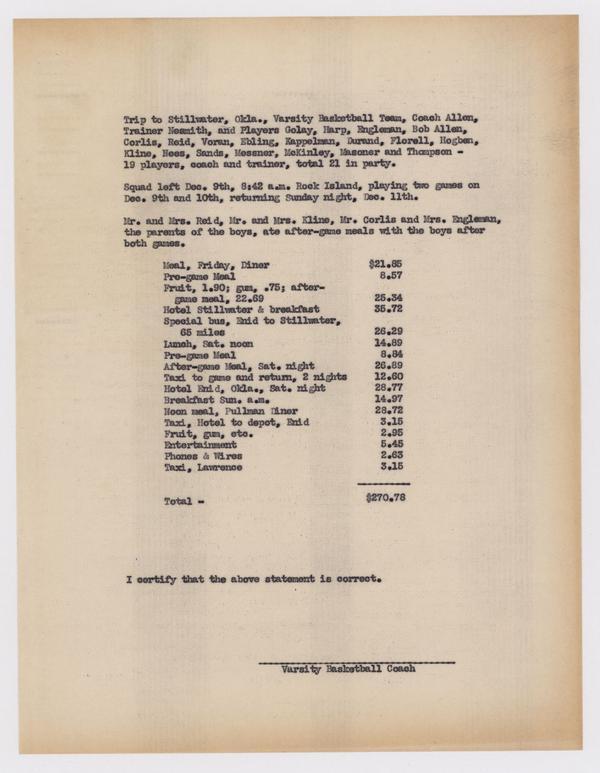 Trip to Stillwater, Okla., Varsity Basketball Team, Coach Allen,
Trainer Nesmith, and Players Golay, Harp, Engleman, Bob Allen,
Corlis, Reid, Voran, Ebling, Kappelman, Durand, Florell, Hogben,
Kline, Nees, Sands, Messner, McKinley, Masoner and Thompson -
19 players, coach and trainer, total 21 in party.
Squad left Dec. 9th, 8:42 a.m. Rock Island, playing two games on
Dec. 9th and 10th, returning Sunday night, Dec. 11th.
Mr. and Mrs. Reid, Mr. and Mrs. Kline, Mr. Corlis and Mrs. Engleman,
the parents of the boys, ate after-game meals with the boys after
both games.
Meal, Friday, Diner $21.85
Pre-game Meal 8.57
Fruit, 1.90; gum, .75; after-
game meal, 22.69 25.34
Hotel Stillwater & breakfast 35.72
Special bus, Enid to Stillwater,
65 miles 26.29
Lunch, Sat. noon 14.89
Pre-game Meal 8.84
After-game Meal, Sat. night 26.89
Taxi to game and return, 2 nights 12.60
Hotel Enid, Okla., Sat. night 28.77
Breakfast Sun. a.m. 14.97
Noon meal, Pullman Diner 28.72
Taxi, Hotel to depot, Enid 3.15
Fruit, gum, etc. 2.95
Entertainment 5.45
Phones & Wires 2.63
Taxi, Lawrence 3.15
Total - $270.78
I certify that the above statement is correct.
Varsity Basketball Coach